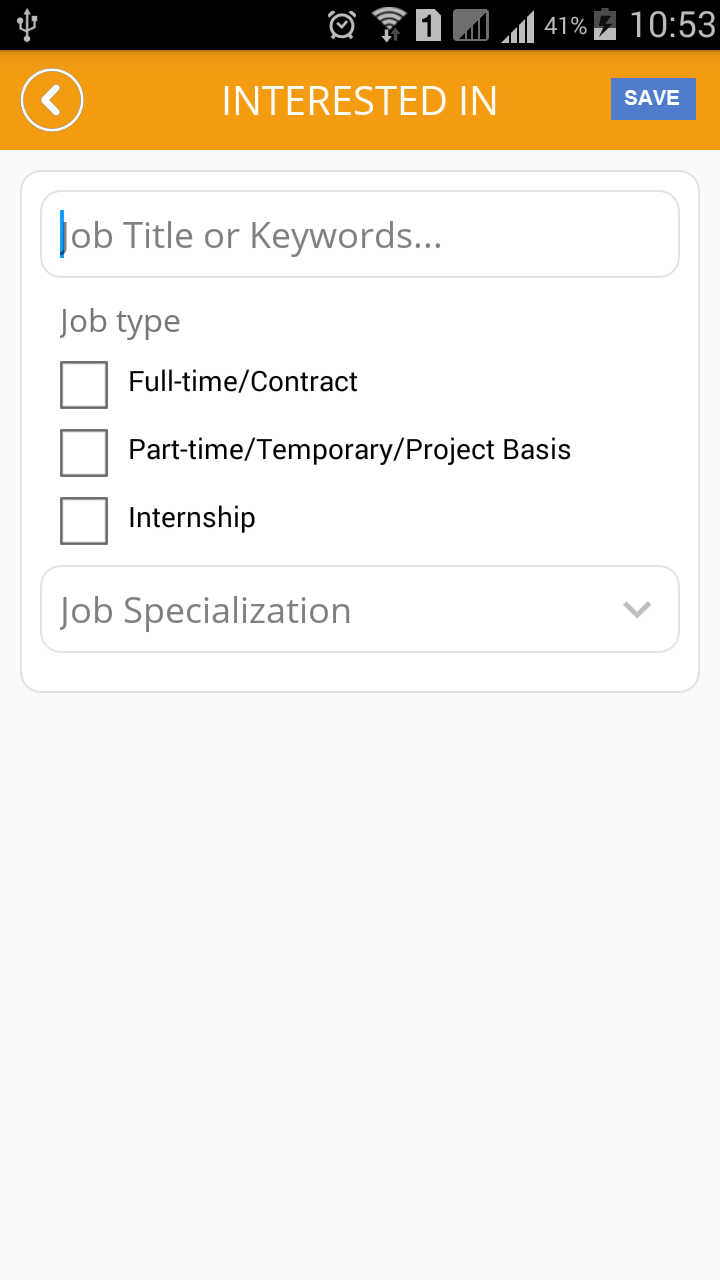 1 41% 10:53
INTERESTED IN
SAVE
Job Title or Keywords...
Job type
Full-time/Contract
Part-time/Temporary/Project Basis
Internship
Job Specialization